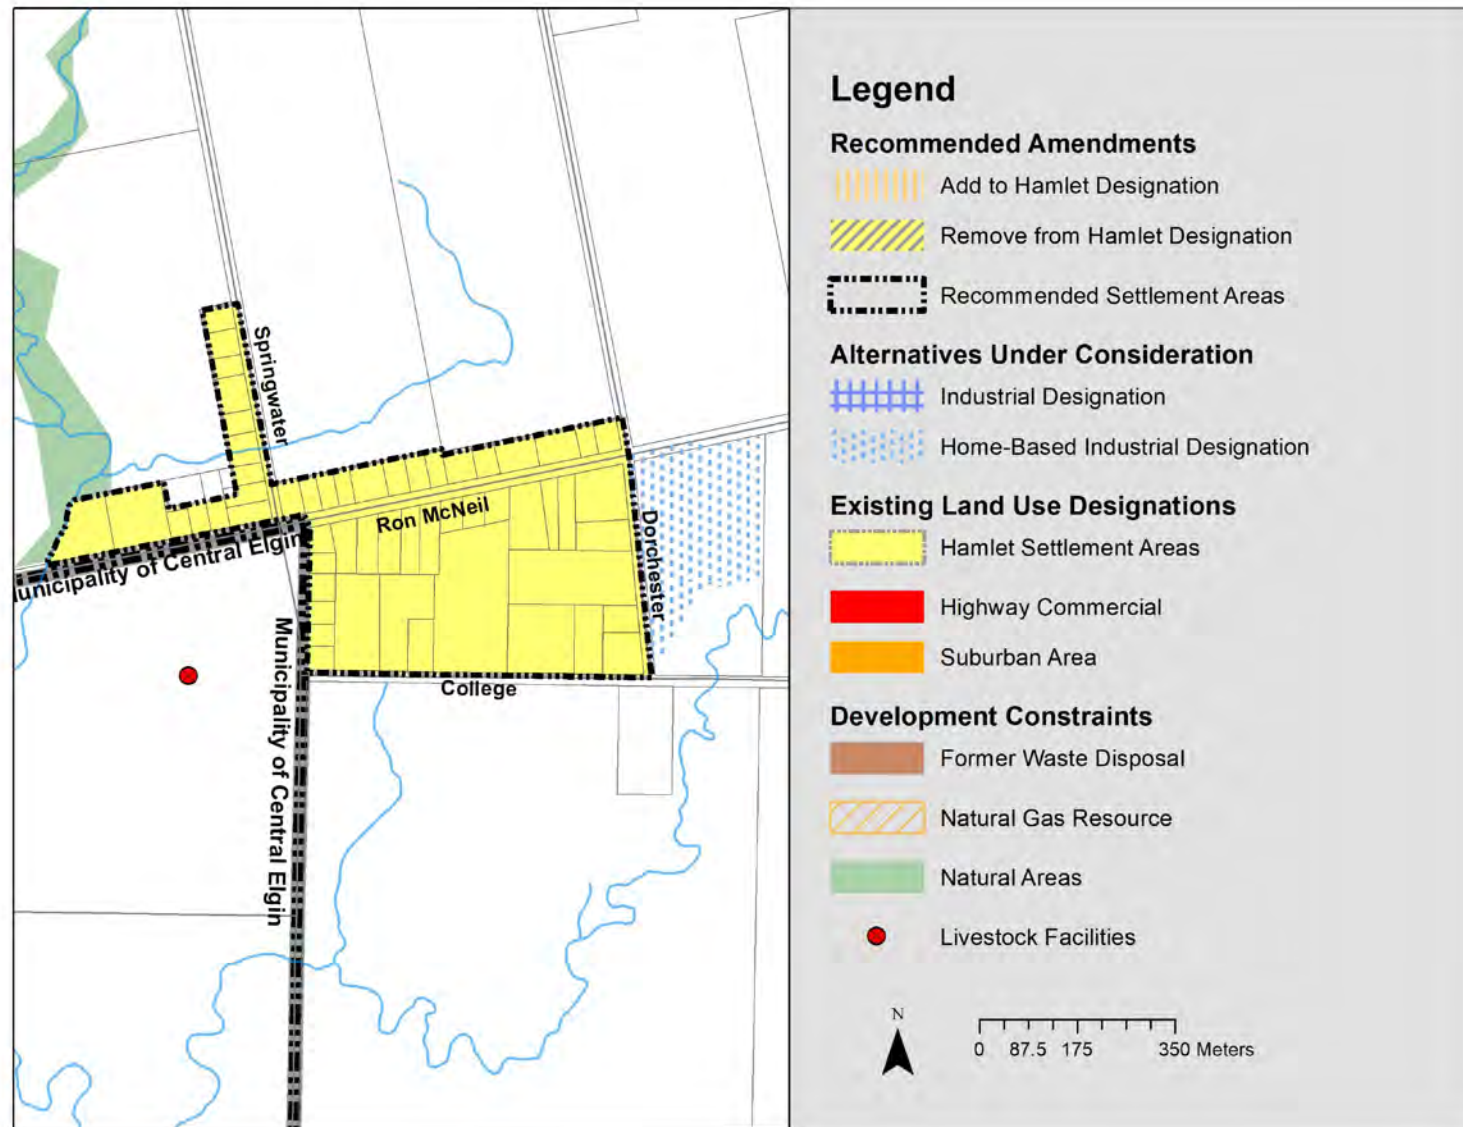 Springwater
Ron McNeil
Dorchester
Municipality of Central Elgin
College
Municipality of Central Elgin
Legend
Recommended Amendments
Add to Hamlet Designation
Remove from Hamlet Designation
Recommended Settlement Areas
Alternatives Under Consideration
Industrial Designation
Home-Based Industrial Designation
Existing Land Use Designations
Hamlet Settlement Areas
Highway Commercial
Suburban Area
Development Constraints
Former Waste Disposal
Natural Gas Resource
Natural Areas
Livestock Facilities
N
0 87.5 175 350 Meters